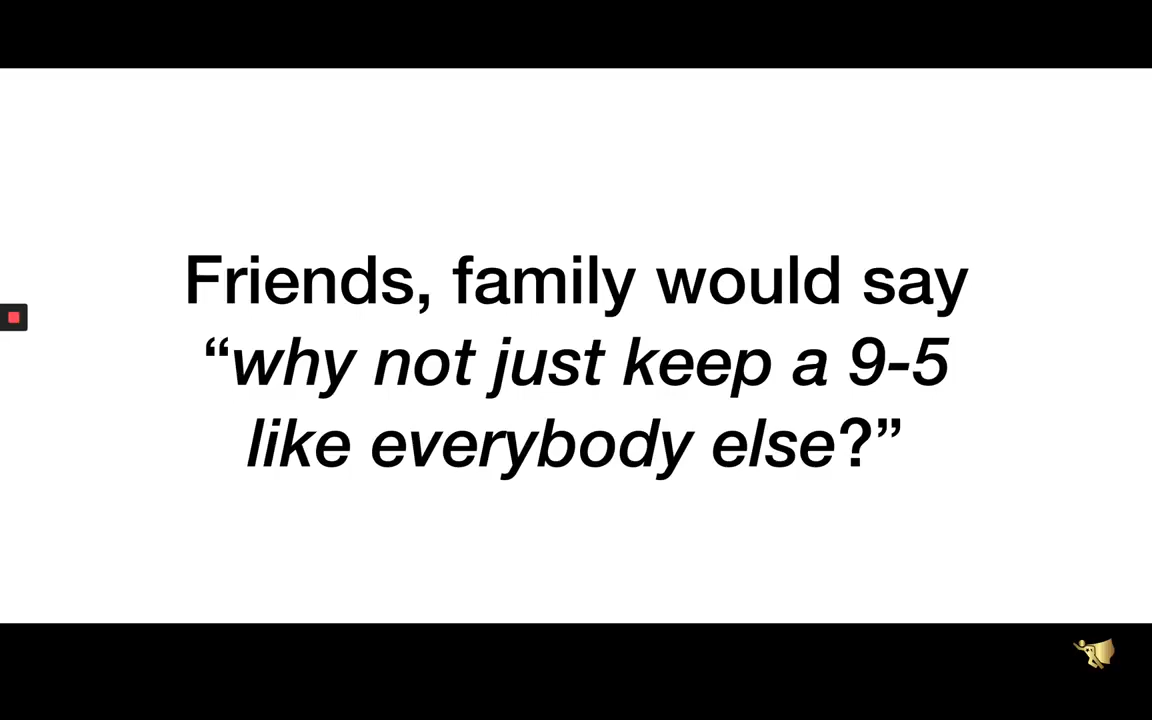 Friends, family would say
“why not just keep a 9-5
like everybody else?”